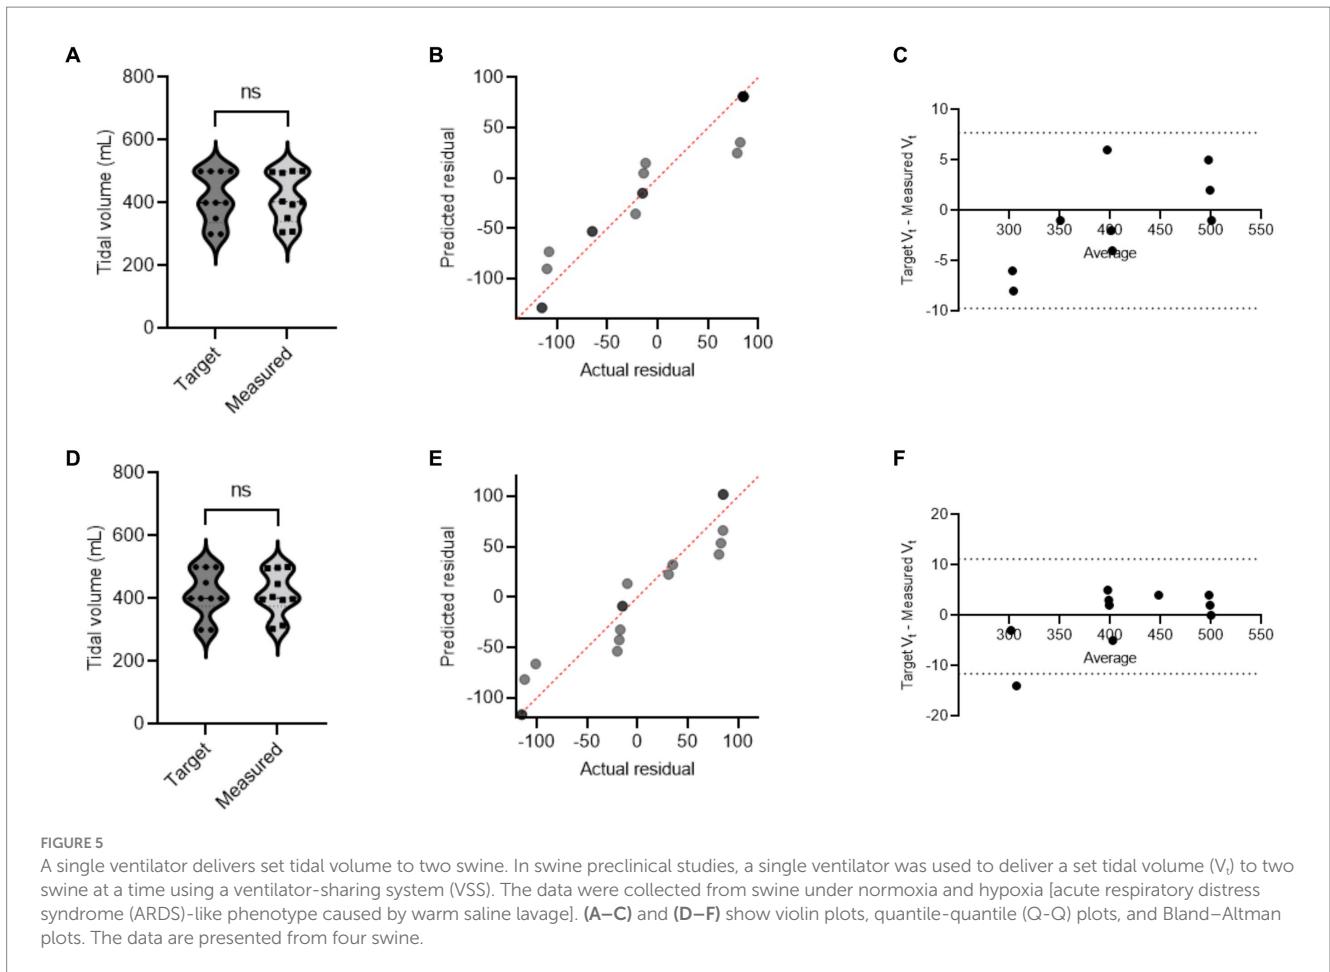 A
800
600
400
200
0
Tidal volume (mL)
ns
Target
Measured
B
100
50
0
-50
-100
Predicted residual
-100 -50 0 50 100
Actual residual
C
10
5
0
-5
-10
Target Vt - Measured Vt
300 350 400 450 500 550
Average
D
800
600
400
200
0
Tidal volume (mL)
ns
Target
Measured
E
100
50
0
-50
-100
Predicted residual
-100 -50 0 50 100
Actual residual
F
20
10
0
-10
-20
Target Vt - Measured Vt
300 350 400 450 500 550
Average
FIGURE 5
A single ventilator delivers set tidal volume to two swine. In swine preclinical studies, a single ventilator was used to deliver a set tidal volume (Vt) to two
swine at a time using a ventilator-sharing system (VSS). The data were collected from swine under normoxia and hypoxia [acute respiratory distress
syndrome (ARDS)-like phenotype caused by warm saline lavage]. (A–C) and (D–F) show violin plots, quantile-quantile (Q-Q) plots, and Bland–Altman
plots. The data are presented from four swine.